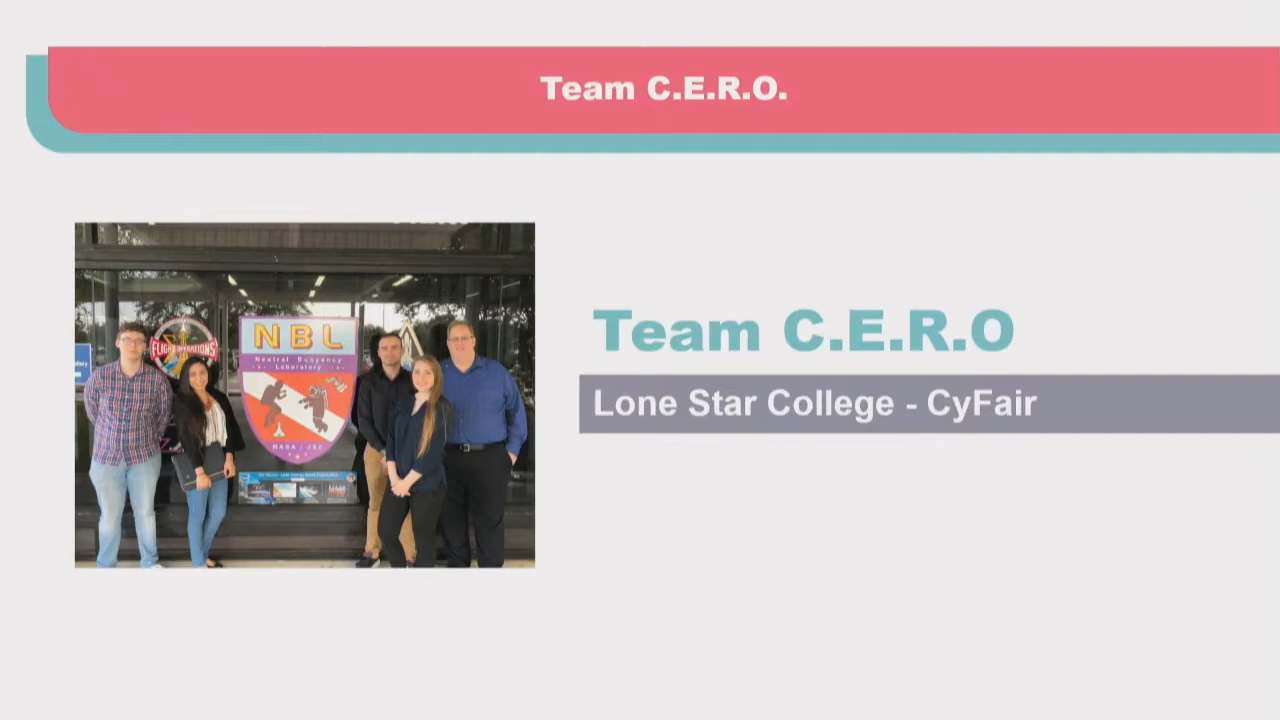 Team C.E.R.O.
NBL
Neutral Buoyancy
Laboratory
FLIGHT OPERATIONS
NASA / JSC
Team C.E.R.O
Lone Star College - CyFair